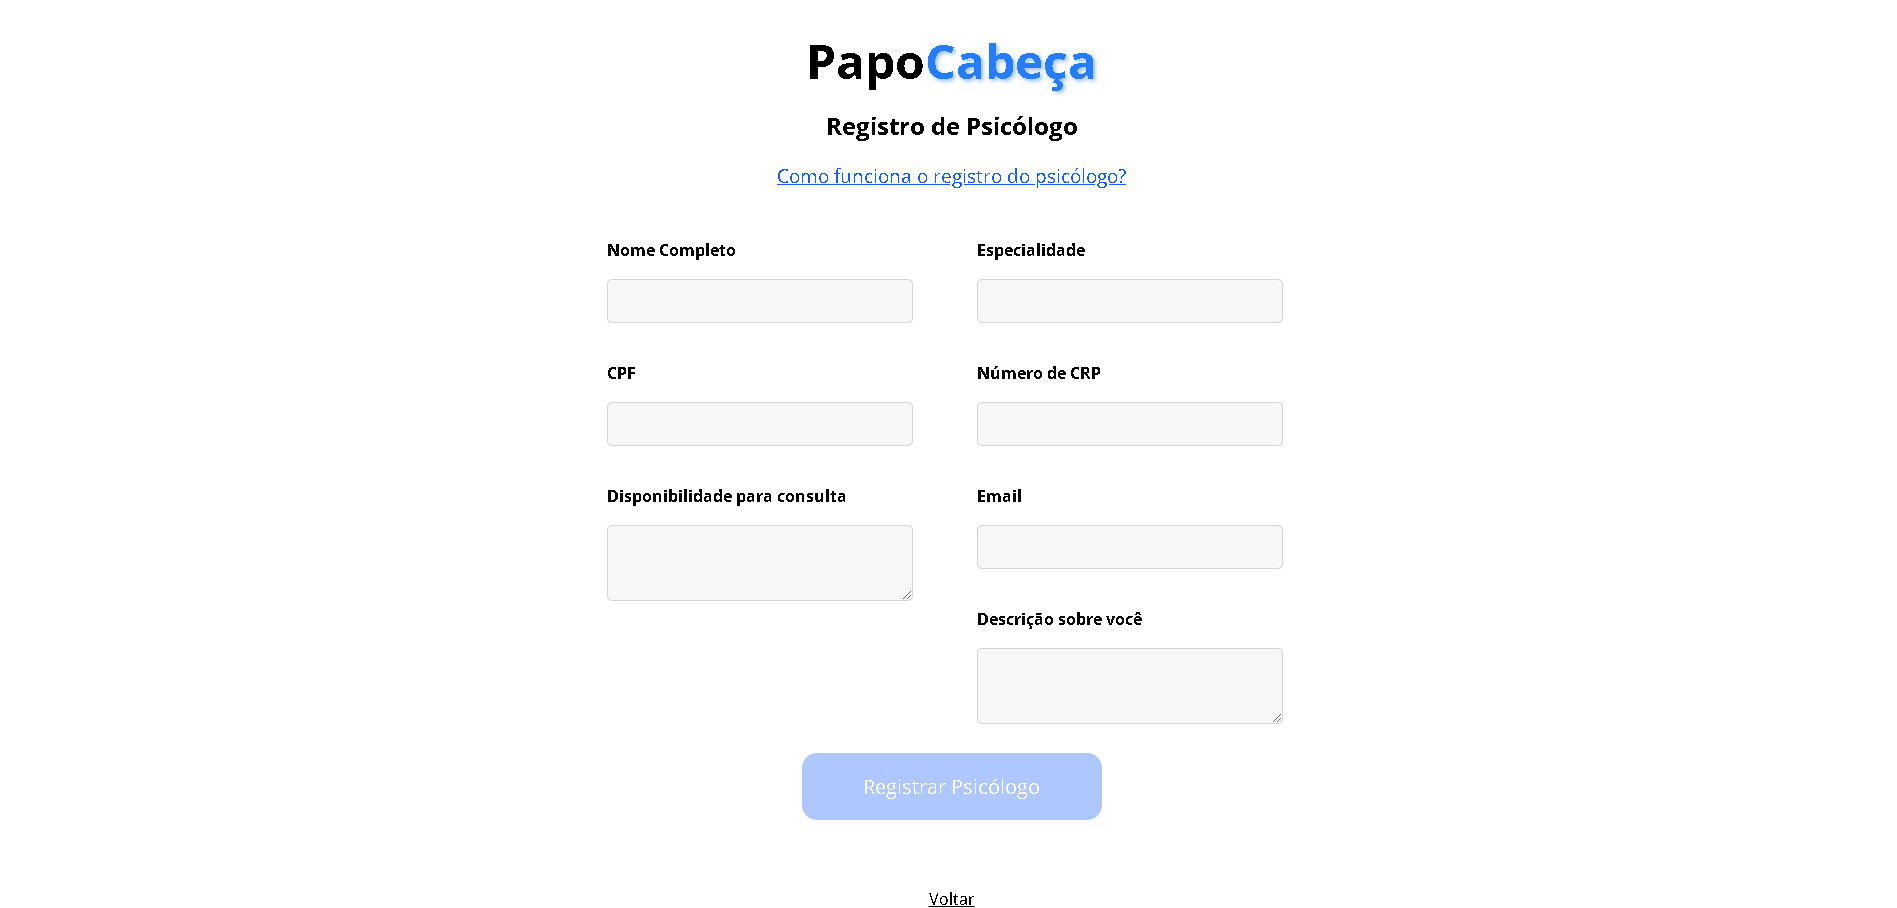 PapoCabeça
Registro de Psicólogo
Como funciona o registro do psicólogo?
Nome Completo
Especialidade
CPF
Número de CRP
Disponibilidade para consulta
Email
Descrição sobre você
Registrar Psicólogo
Voltar